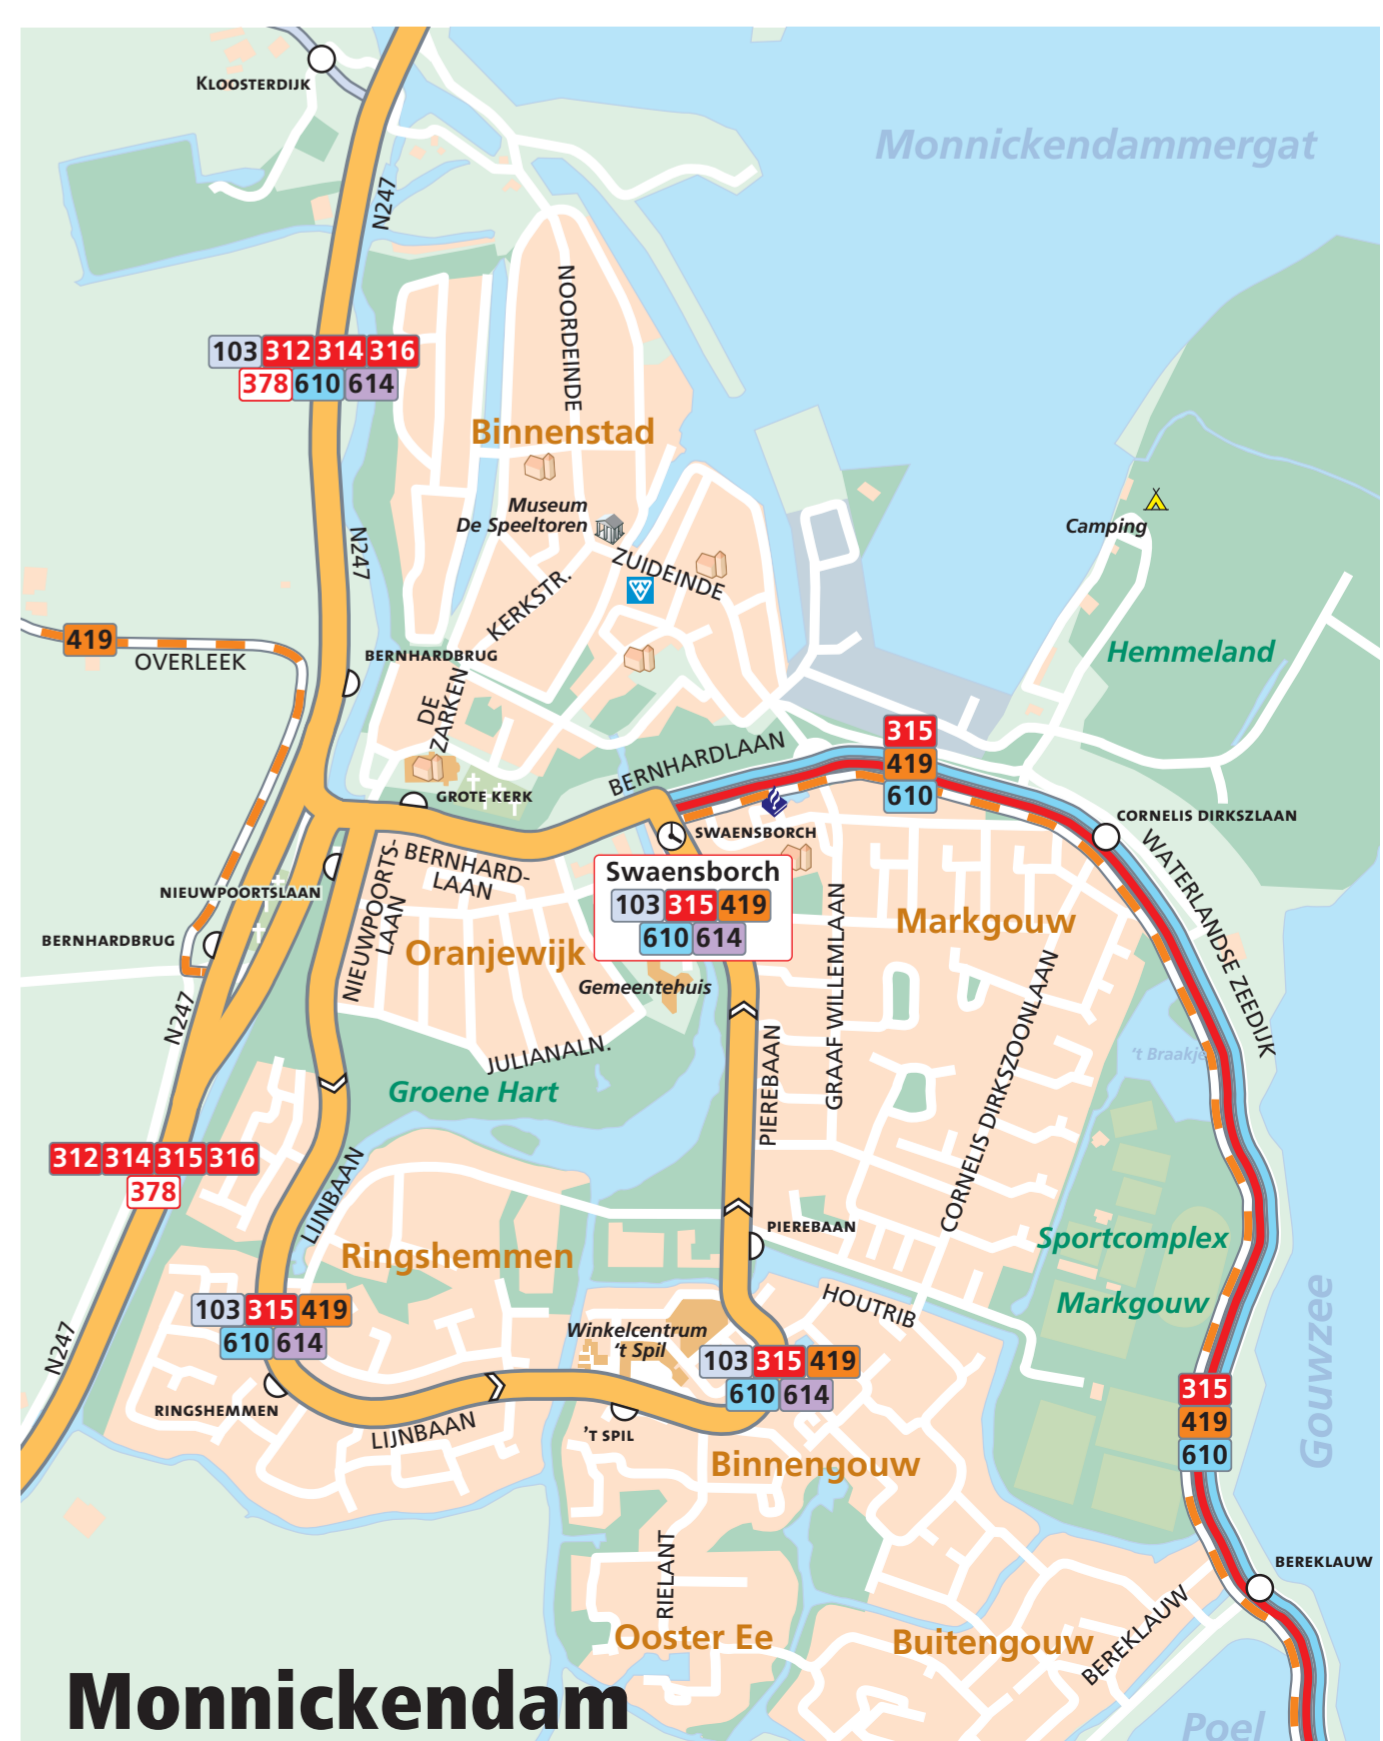 KLOOSTERDIJK
Monnickendammergat
N247
NOORDEINDE
103 312 314 316
378 610 614
Binnenstad
Museum
De Speeltoren
Camping
N247
ZUIDEINDE
KERKSTR.
419
OVERLEEK
BERNHARDBRUG
Hemmeland
DE
ZARKEN
BERNHARDLAAN
315
419
610
GROTE KERK
CORNELIS DIRKSZLAAN
SWAENSBORCH
WATERLANDSE ZEEDIJK
BERNHARD-
LAAN
NIEUWPOORTS-
LAAN
Swaensborch
103 315 419
610 614
NIEUWPOORTSLAAN
BERNHARDBRUG
Markgouw
Oranjewijk
GRAAF WILLEMLAAN
CORNELIS DIRKSZOONLAAN
Gemeentehuis
N247
JULIANALN.
't Braakje
Groene Hart
PIEREBAAN
312 314 315 316
378
LIJNBAAN
PIEREBAAN
Sportcomplex
Markgouw
Ringshemmen
HOUTRIB
Gouwzee
103 315 419
610 614
Winkelcentrum
't Spil
N247
103 315 419
610 614
315
419
610
RINGSHEMMEN
LIJNBAAN
'T SPIL
Binnengouw
RIELANT
BEREKLAUW
Ooster Ee
Buitengouw
BEREKLAUW
Monnickendam
Poel